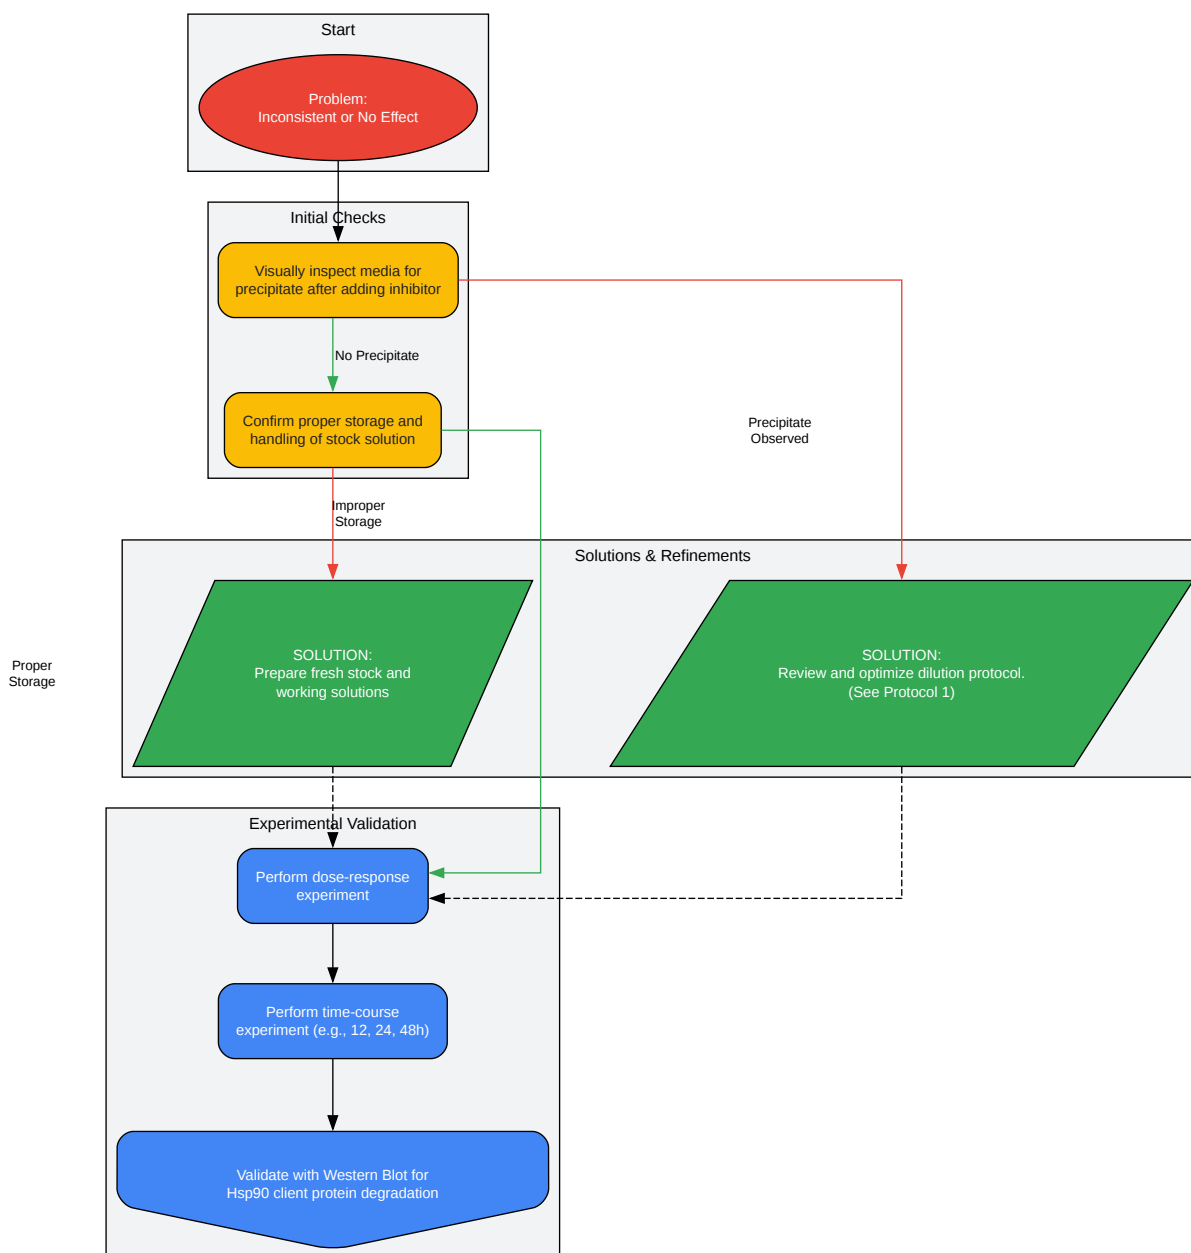 Start
Problem:
Inconsistent or No Effect
Initial Checks
Visually inspect media for
precipitate after adding inhibitor
No Precipitate
Confirm proper storage and
handling of stock solution
Precipitate
Observed
Improper
Storage
Solutions & Refinements
SOLUTION:
Prepare fresh stock and
working solutions
SOLUTION:
Review and optimize dilution protocol.
(See Protocol 1)
Proper
Storage
Experimental Validation
Perform dose-response
experiment
Perform time-course
experiment (e.g., 12, 24, 48h)
Validate with Western Blot for
Hsp90 client protein degradation